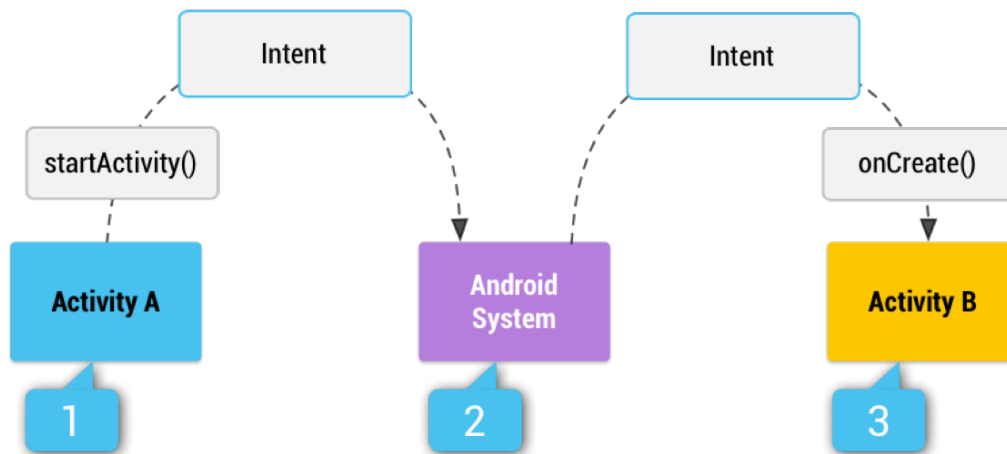 Intent
Intent
startActivity()
onCreate()
Activity A
Android
System
Activity B
1
2
3